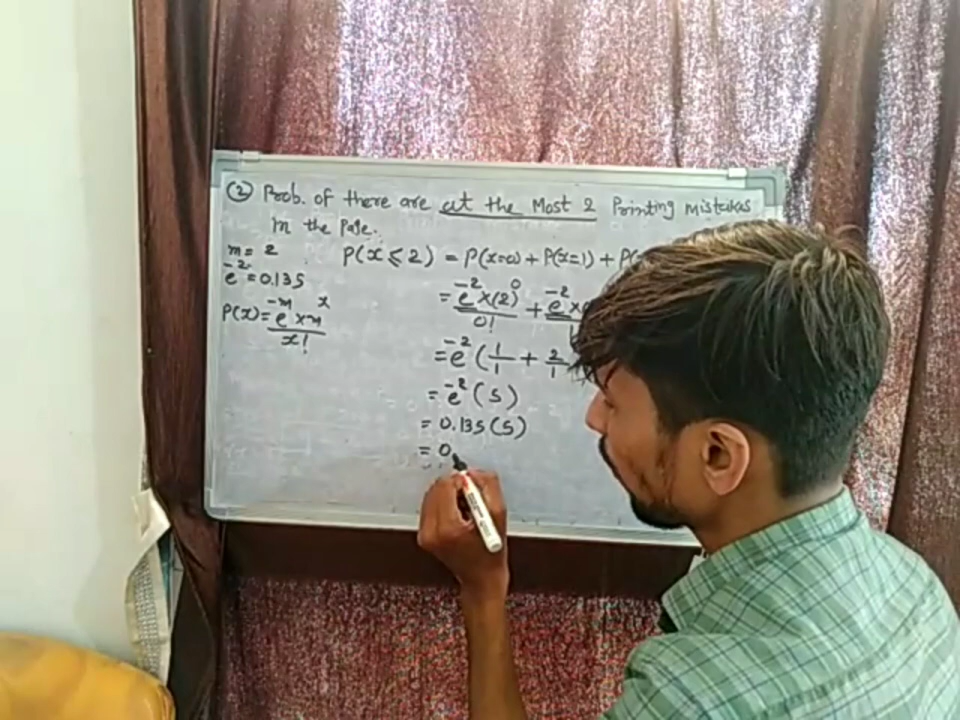 ② Prob. of there are at the Most 2 Printing mistakes
in the Page.
m = 2
e⁻² = 0.135
P(x) = e⁻ᵐ × mˣ / x!
P(x ≤ 2) = P(x=0) + P(x=1) + P(
= e⁻² × (2)⁰ / 0! + e⁻² ×
= e⁻² ( 1/1 + 2/1
= e⁻² ( 5 )
= 0.135 ( 5 )
= 0.